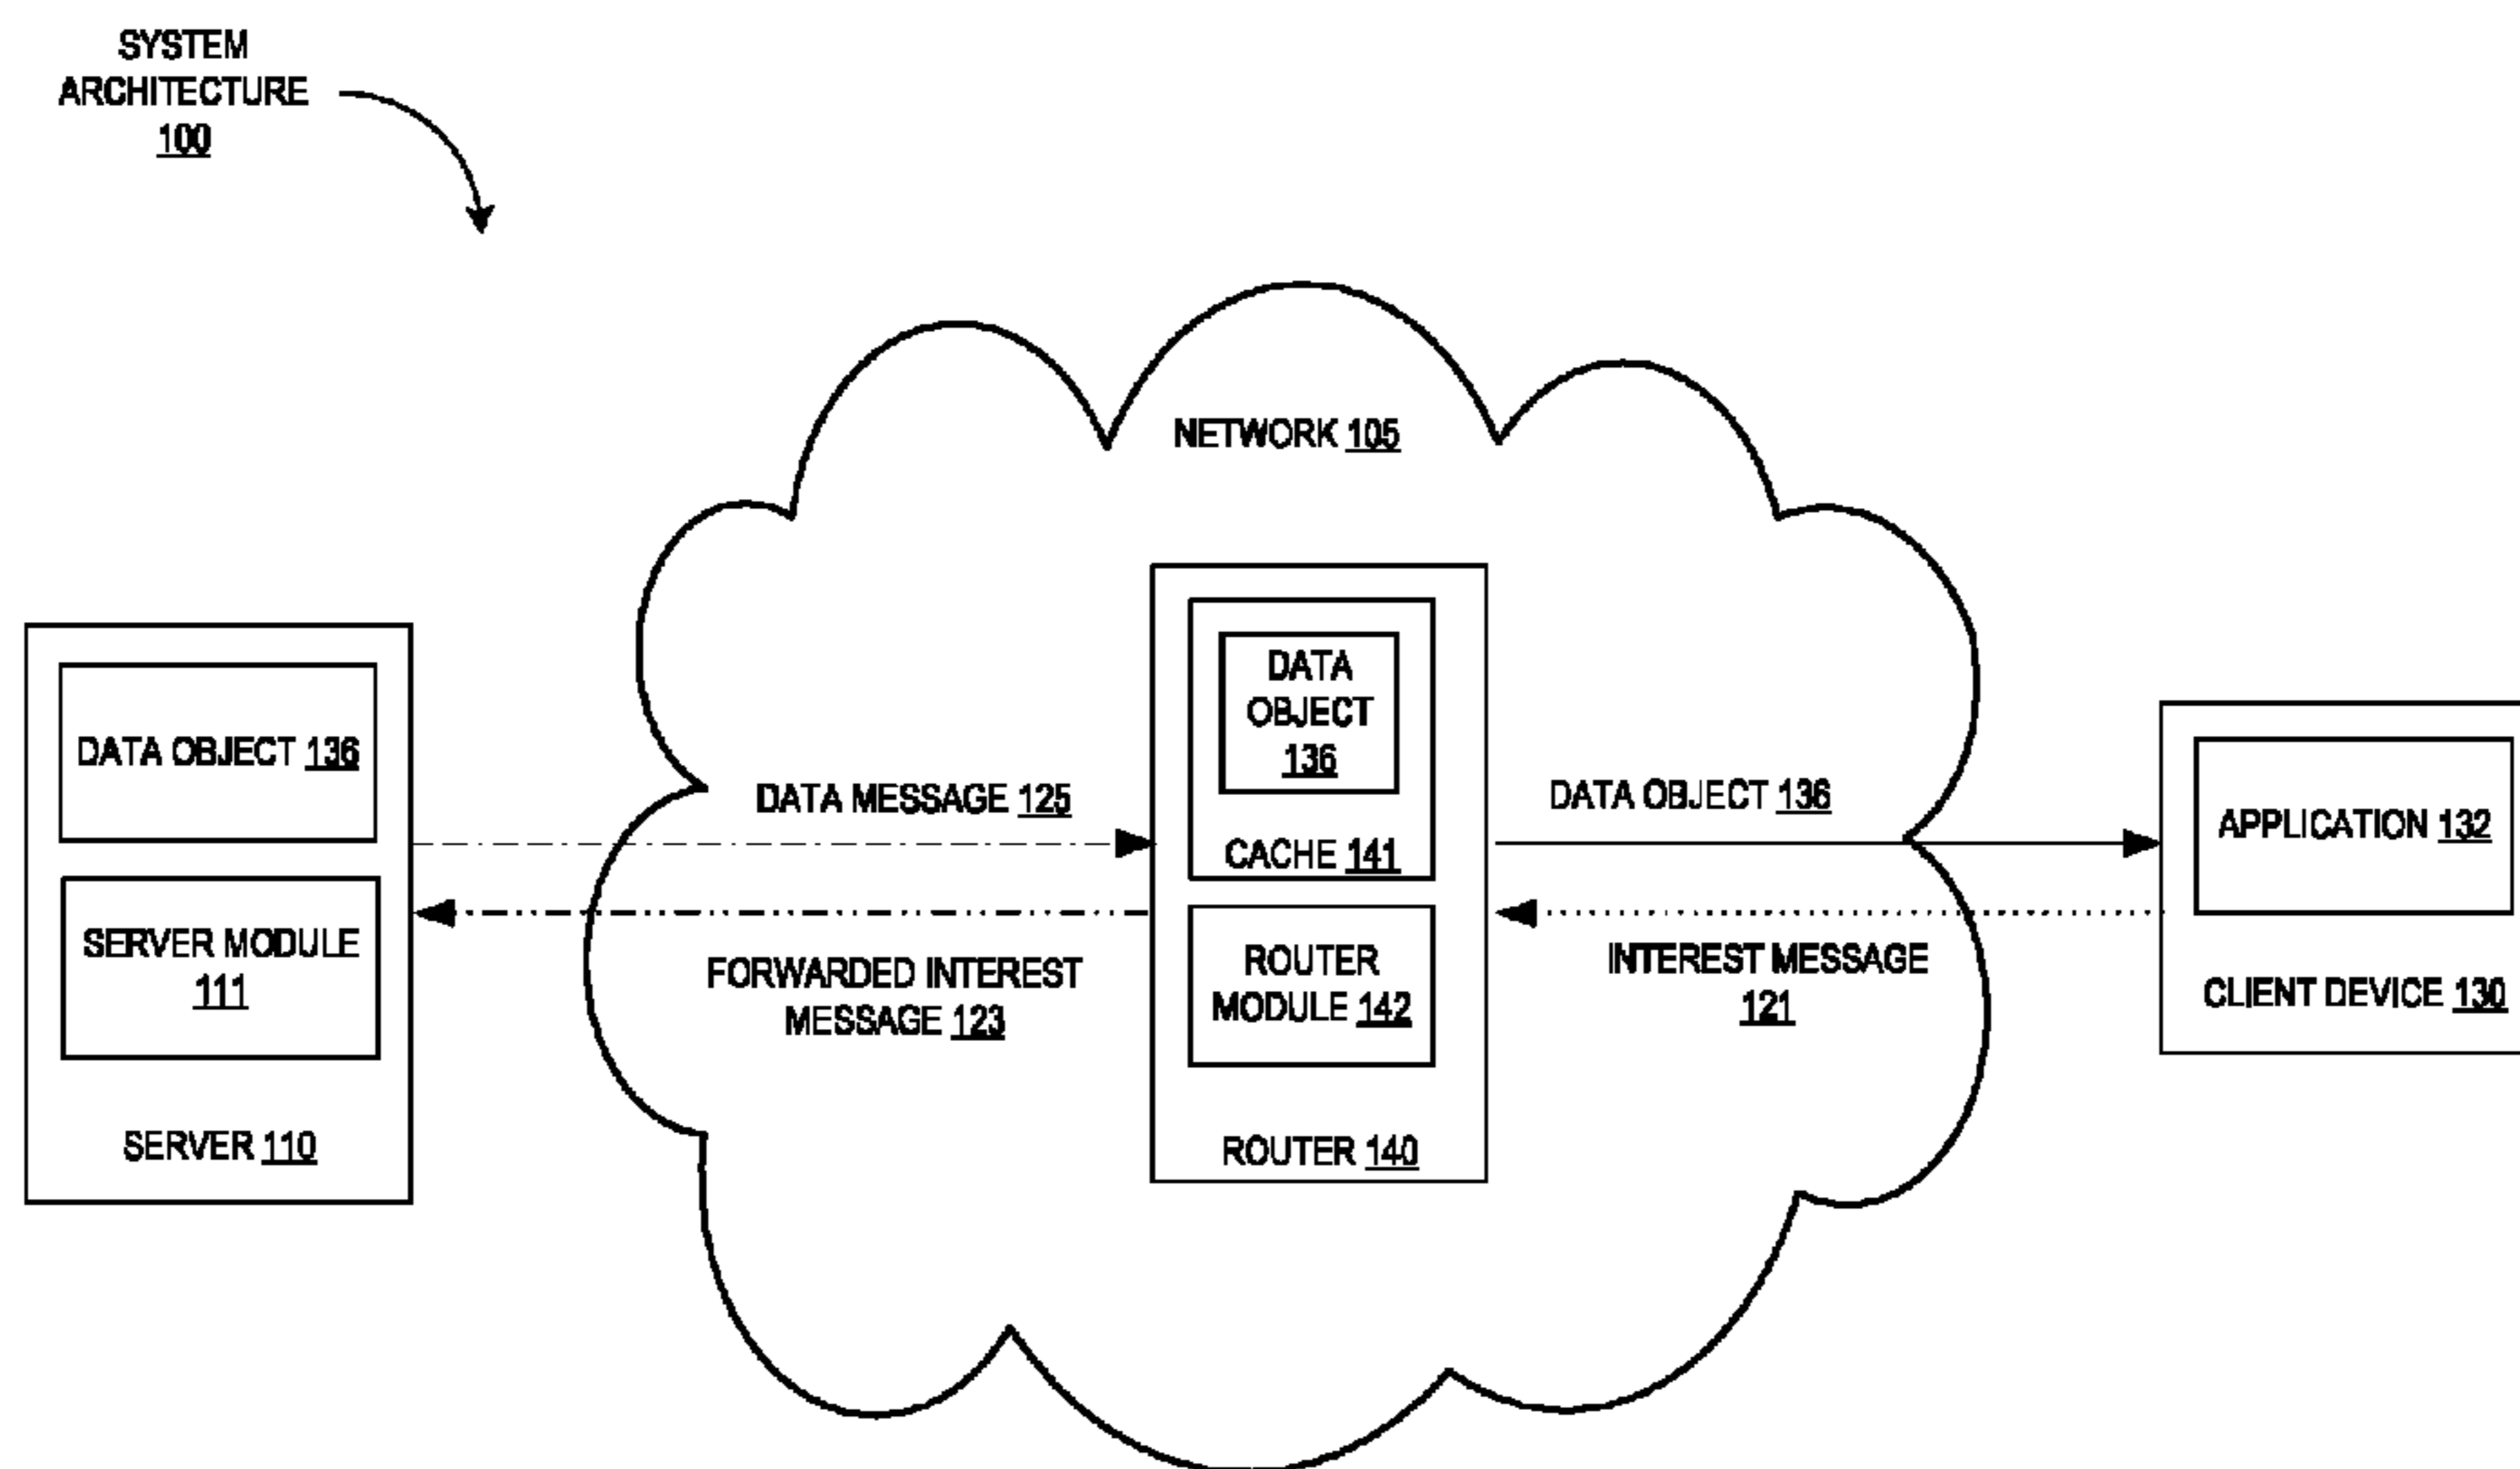 SYSTEM
ARCHITECTURE
100
NETWORK 105
DATA OBJECT 136
SERVER MODULE
111
SERVER 110
DATA MESSAGE 125
FORWARDED INTEREST
MESSAGE 123
DATA
OBJECT
136
CACHE 141
ROUTER
MODULE 142
ROUTER 140
DATA OBJECT 136
INTEREST MESSAGE
121
APPLICATION 132
CLIENT DEVICE 130